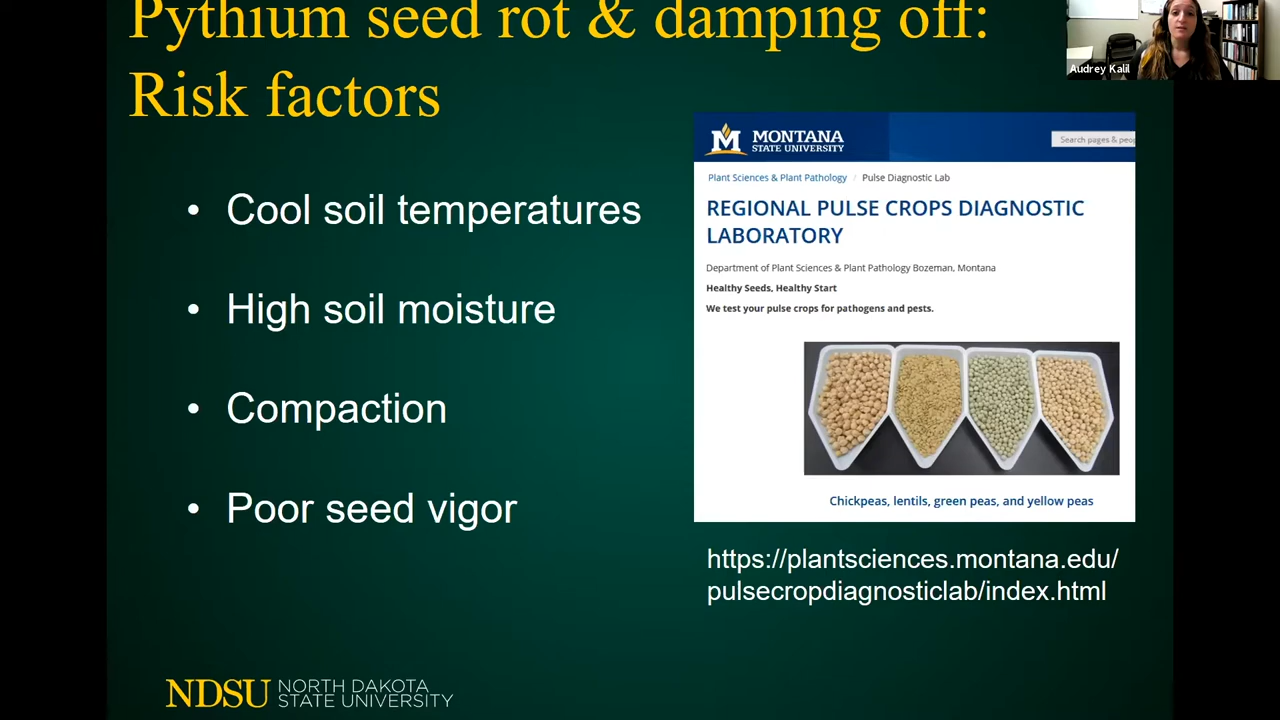 Pythium seed rot & damping off:
Risk factors
Audrey Kalil
• Cool soil temperatures
• High soil moisture
• Compaction
• Poor seed vigor
M MONTANA
STATE UNIVERSITY
Search pages & peop
Plant Sciences & Plant Pathology / Pulse Diagnostic Lab
REGIONAL PULSE CROPS DIAGNOSTIC
LABORATORY
Department of Plant Sciences & Plant Pathology Bozeman, Montana
Healthy Seeds, Healthy Start
We test your pulse crops for pathogens and pests.
Chickpeas, lentils, green peas, and yellow peas
https://plantsciences.montana.edu/
pulsecropdiagnosticlab/index.html
NDSU NORTH DAKOTA
STATE UNIVERSITY